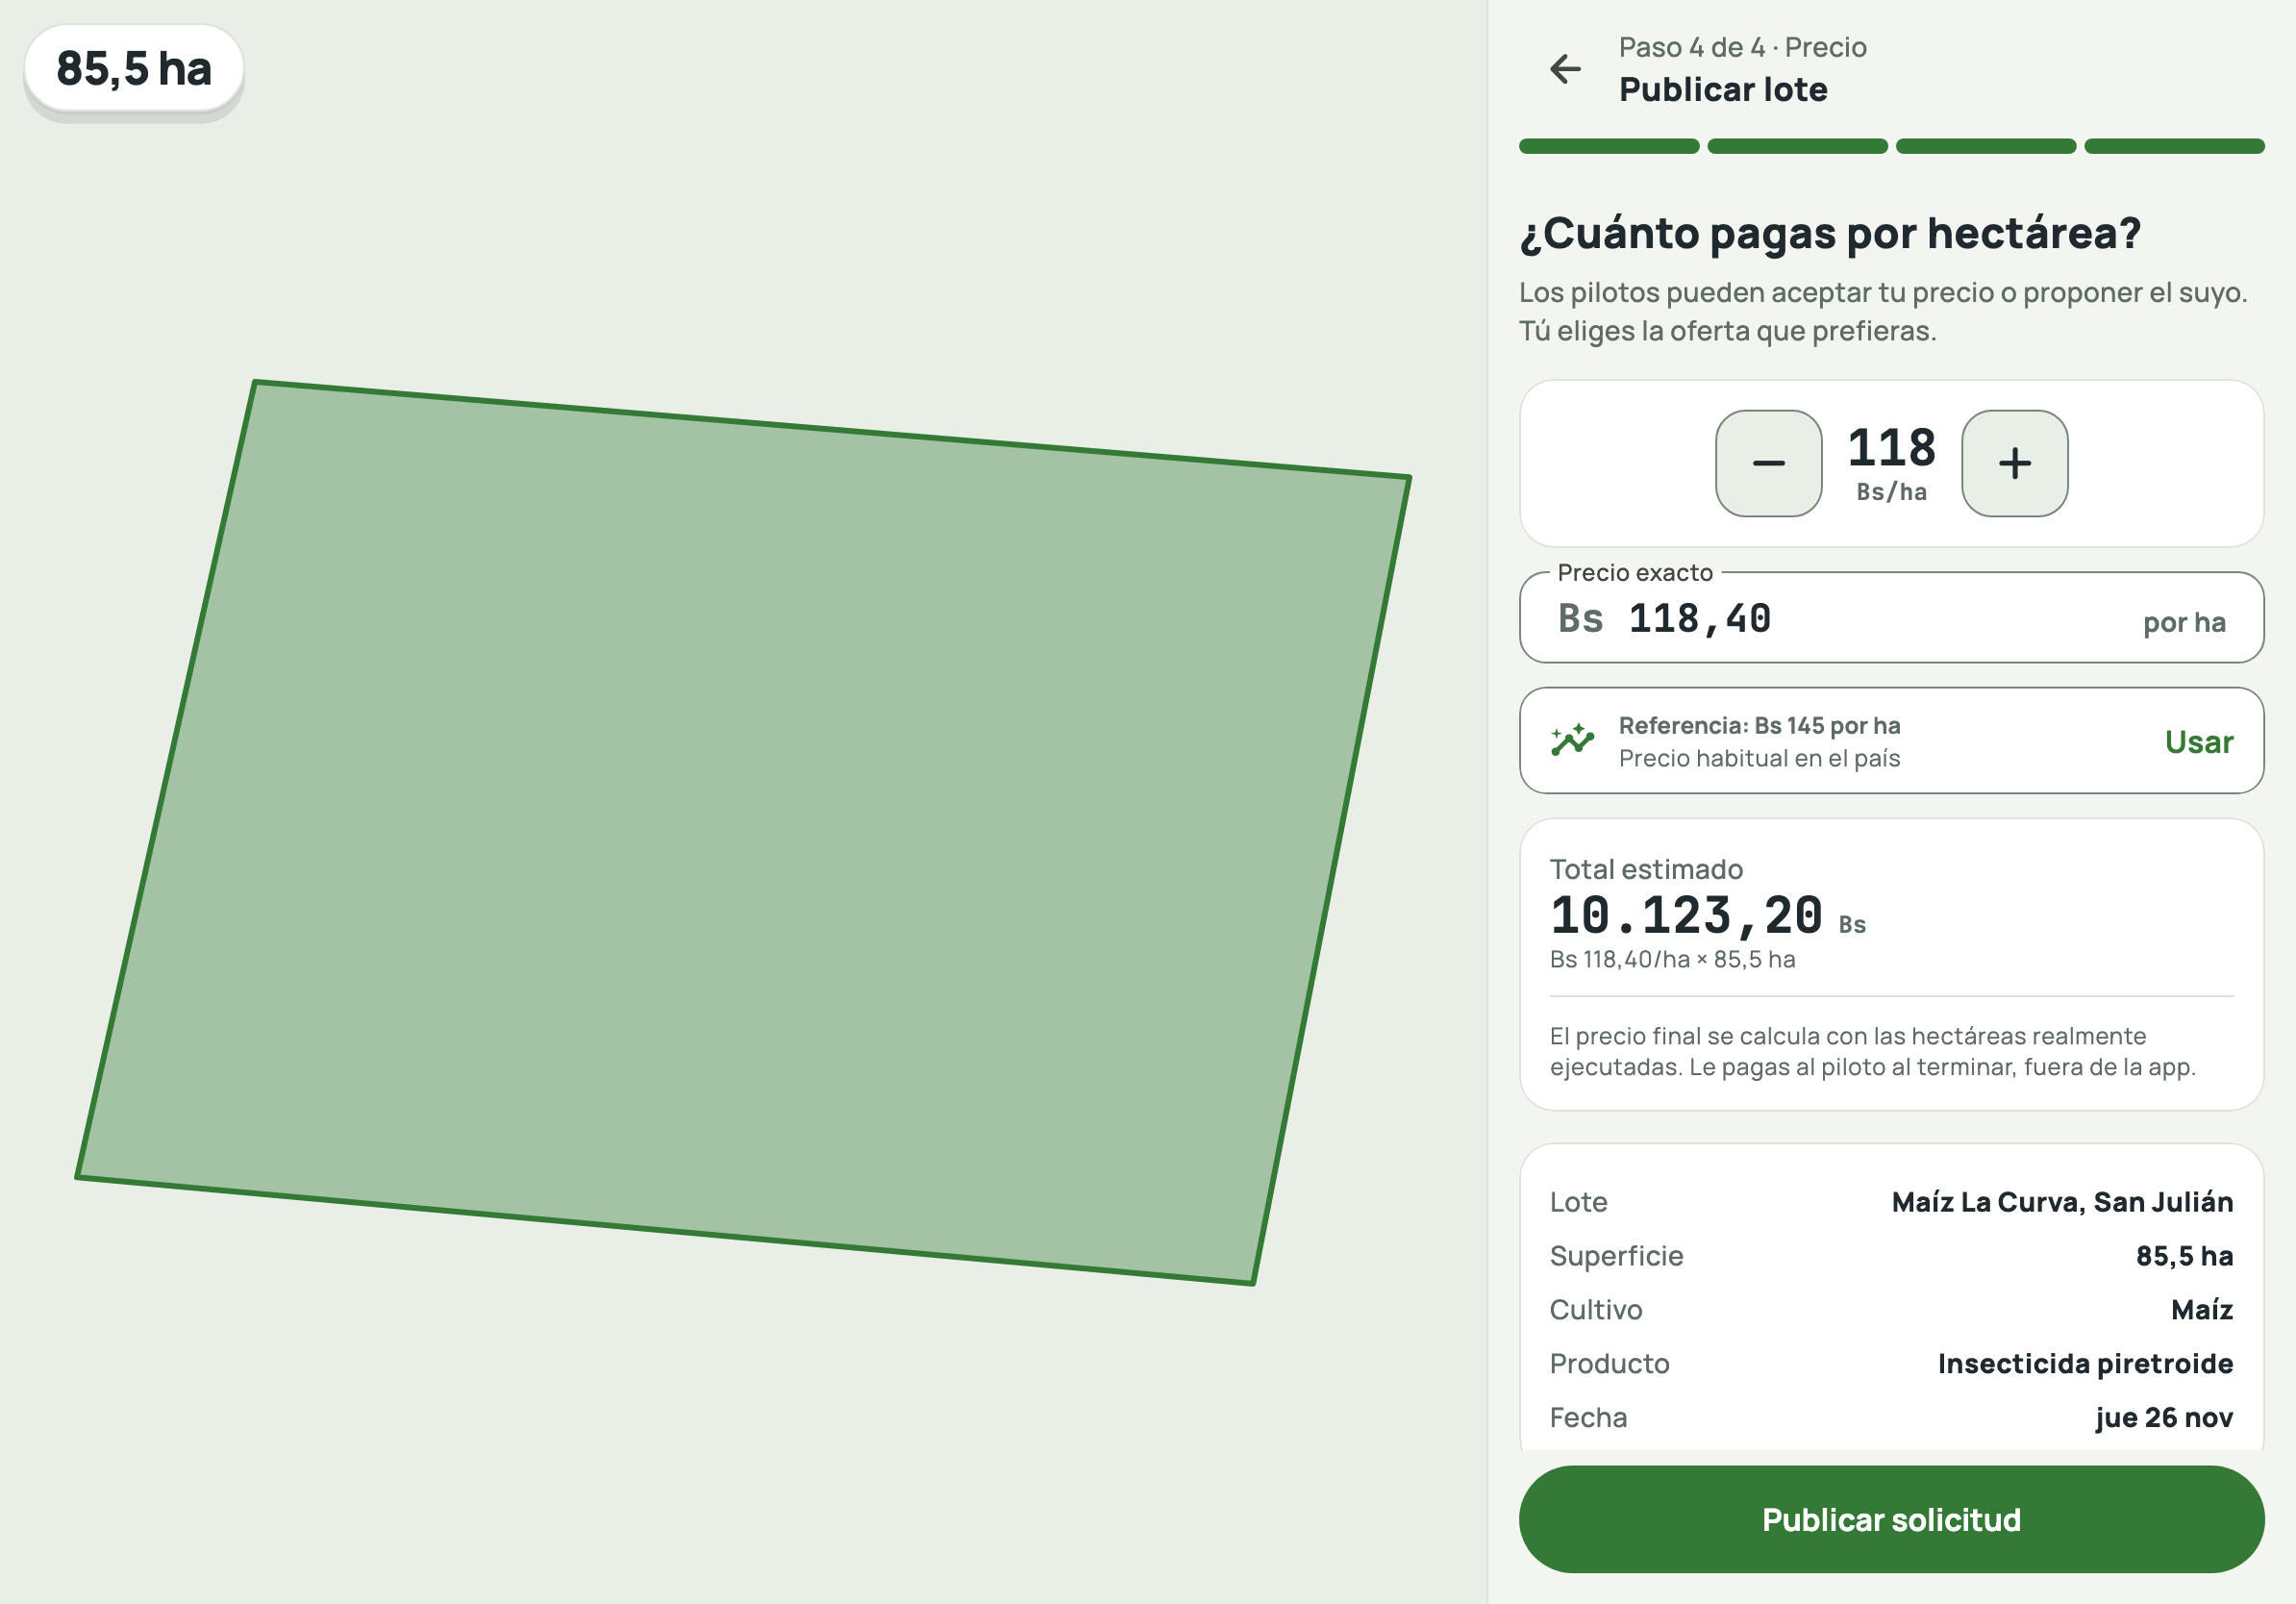 85,5 ha
Paso 4 de 4 · Precio
Publicar lote
¿Cuánto pagas por hectárea?
Los pilotos pueden aceptar tu precio o proponer el suyo.
Tú eliges la oferta que prefieras.
−
118
Bs/ha
+
Precio exacto
Bs 118,40 por ha
Referencia: Bs 145 por ha
Precio habitual en el país
Usar
Total estimado
10.123,20 Bs
Bs 118,40/ha × 85,5 ha
El precio final se calcula con las hectáreas realmente
ejecutadas. Le pagas al piloto al terminar, fuera de la app.
Lote Maíz La Curva, San Julián
Superficie 85,5 ha
Cultivo Maíz
Producto Insecticida piretroide
Fecha jue 26 nov
Publicar solicitud